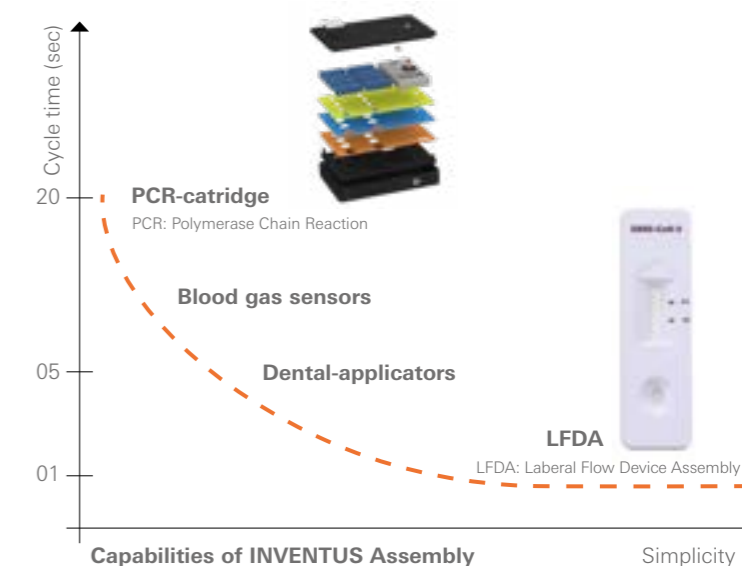 Cycle time (sec)
20
PCR-catridge
PCR: Polymerase Chain Reaction
Blood gas sensors
05
Dental-applicators
LFDA
LFDA: Laberal Flow Device Assembly
01
Capabilities of INVENTUS Assembly
Simplicity